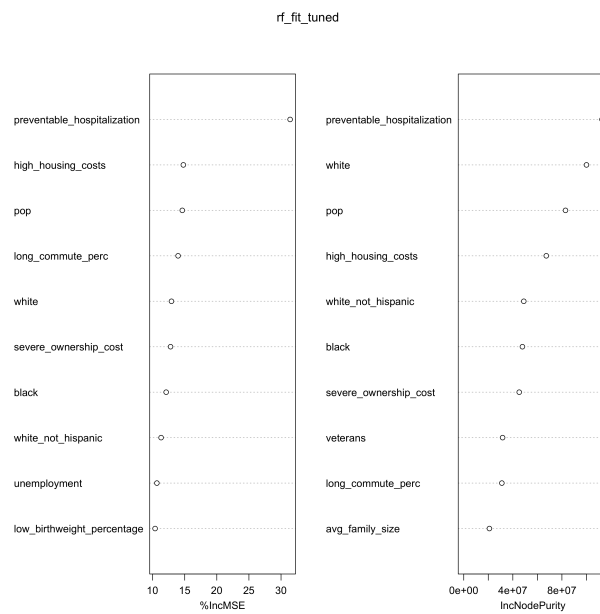 rf_fit_tuned
preventable_hospitalization
high_housing_costs
pop
long_commute_perc
white
severe_ownership_cost
black
white_not_hispanic
unemployment
low_birthweight_percentage
10 15 20 25 30
%IncMSE
preventable_hospitalization
white
pop
high_housing_costs
white_not_hispanic
black
severe_ownership_cost
veterans
long_commute_perc
avg_family_size
0e+00 4e+07 8e+07
IncNodePurity